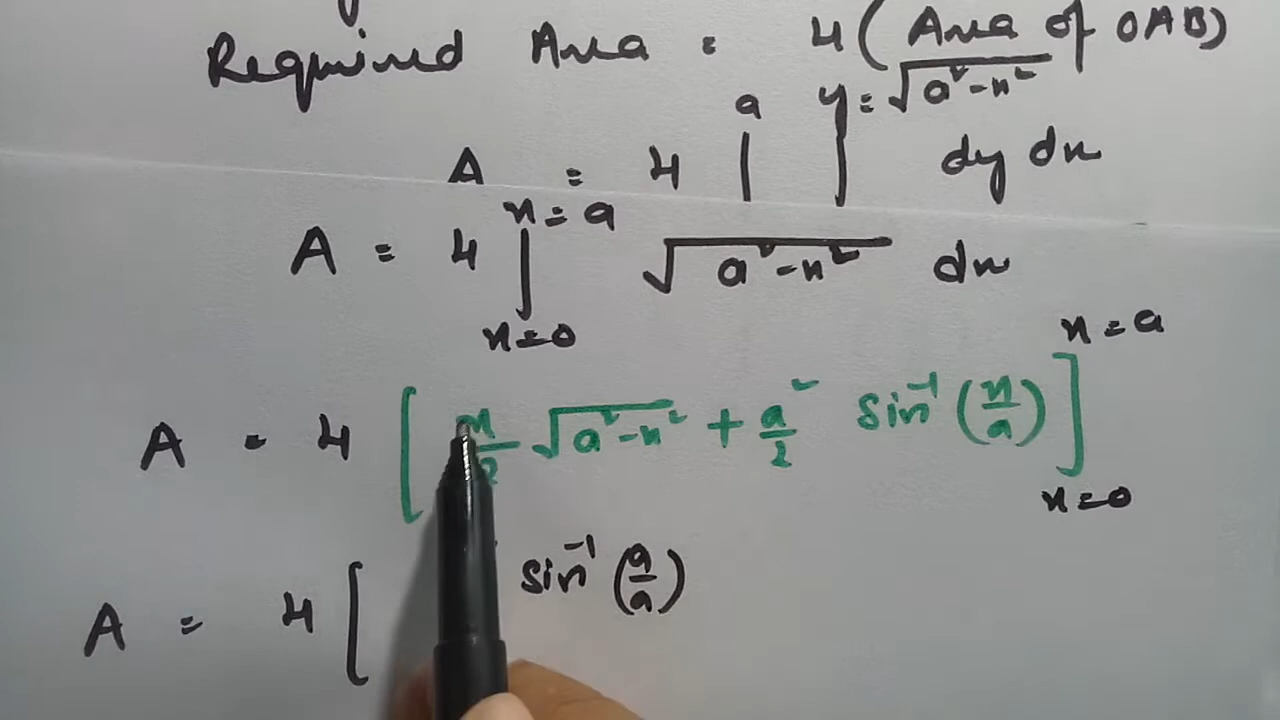 Required Area = 4 ( Area of OAB)
A = 4 ∫^a ∫^{y=√(a²-x²)} dy dx
A = 4 ∫_{x=0}^{x=a} √(a²-x²) dx
A = 4 [ x/2 √(a²-x²) + a²/2 sin⁻¹ (x/a) ]_{x=0}^{x=a}
A = 4 [ sin⁻¹ (a/a)